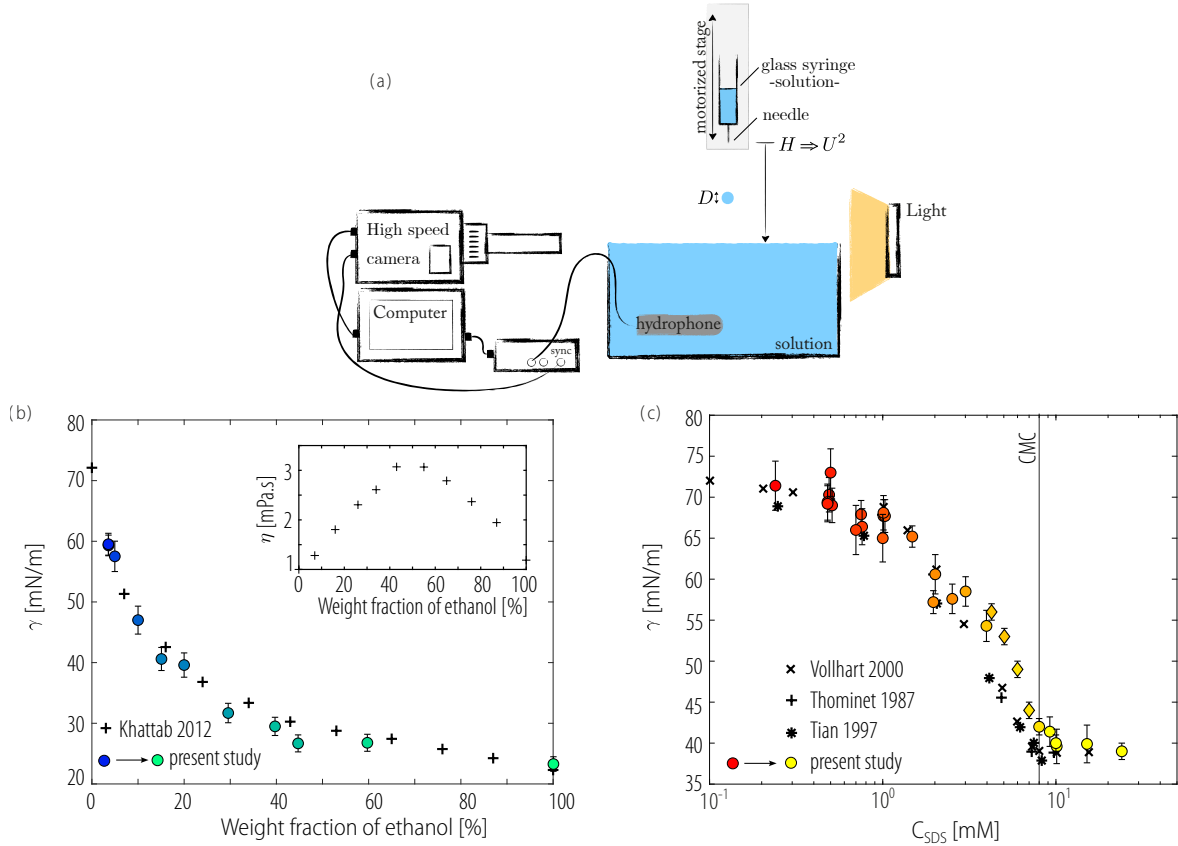 (a)
motorized stage
glass syringe
-solution-
needle
H ⇒ U²
D
Light
High speed
camera
Computer
sync
hydrophone
solution
(b)
80
70
60
50
40
30
20
γ [mN/m]
0
20
40
60
80
100
Weight fraction of ethanol [%]
Khattab 2012
present study
3
2
1
η [mPa.s]
0
20
40
60
80
100
Weight fraction of ethanol [%]
(c)
80
75
70
65
60
55
50
45
40
35
γ [mN/m]
CMC
Vollhart 2000
Thominet 1987
Tian 1997
present study
10⁻¹
10⁰
10¹
C_SDS [mM]